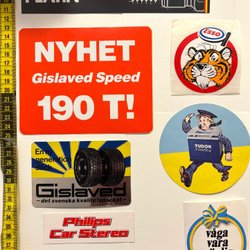 NYHET
Gislaved Speed
190 T!
Esso
TUDOR
Gislaved
– det svenska kvalitetsdäcket –
Philips
Car Stereo
våga
vara